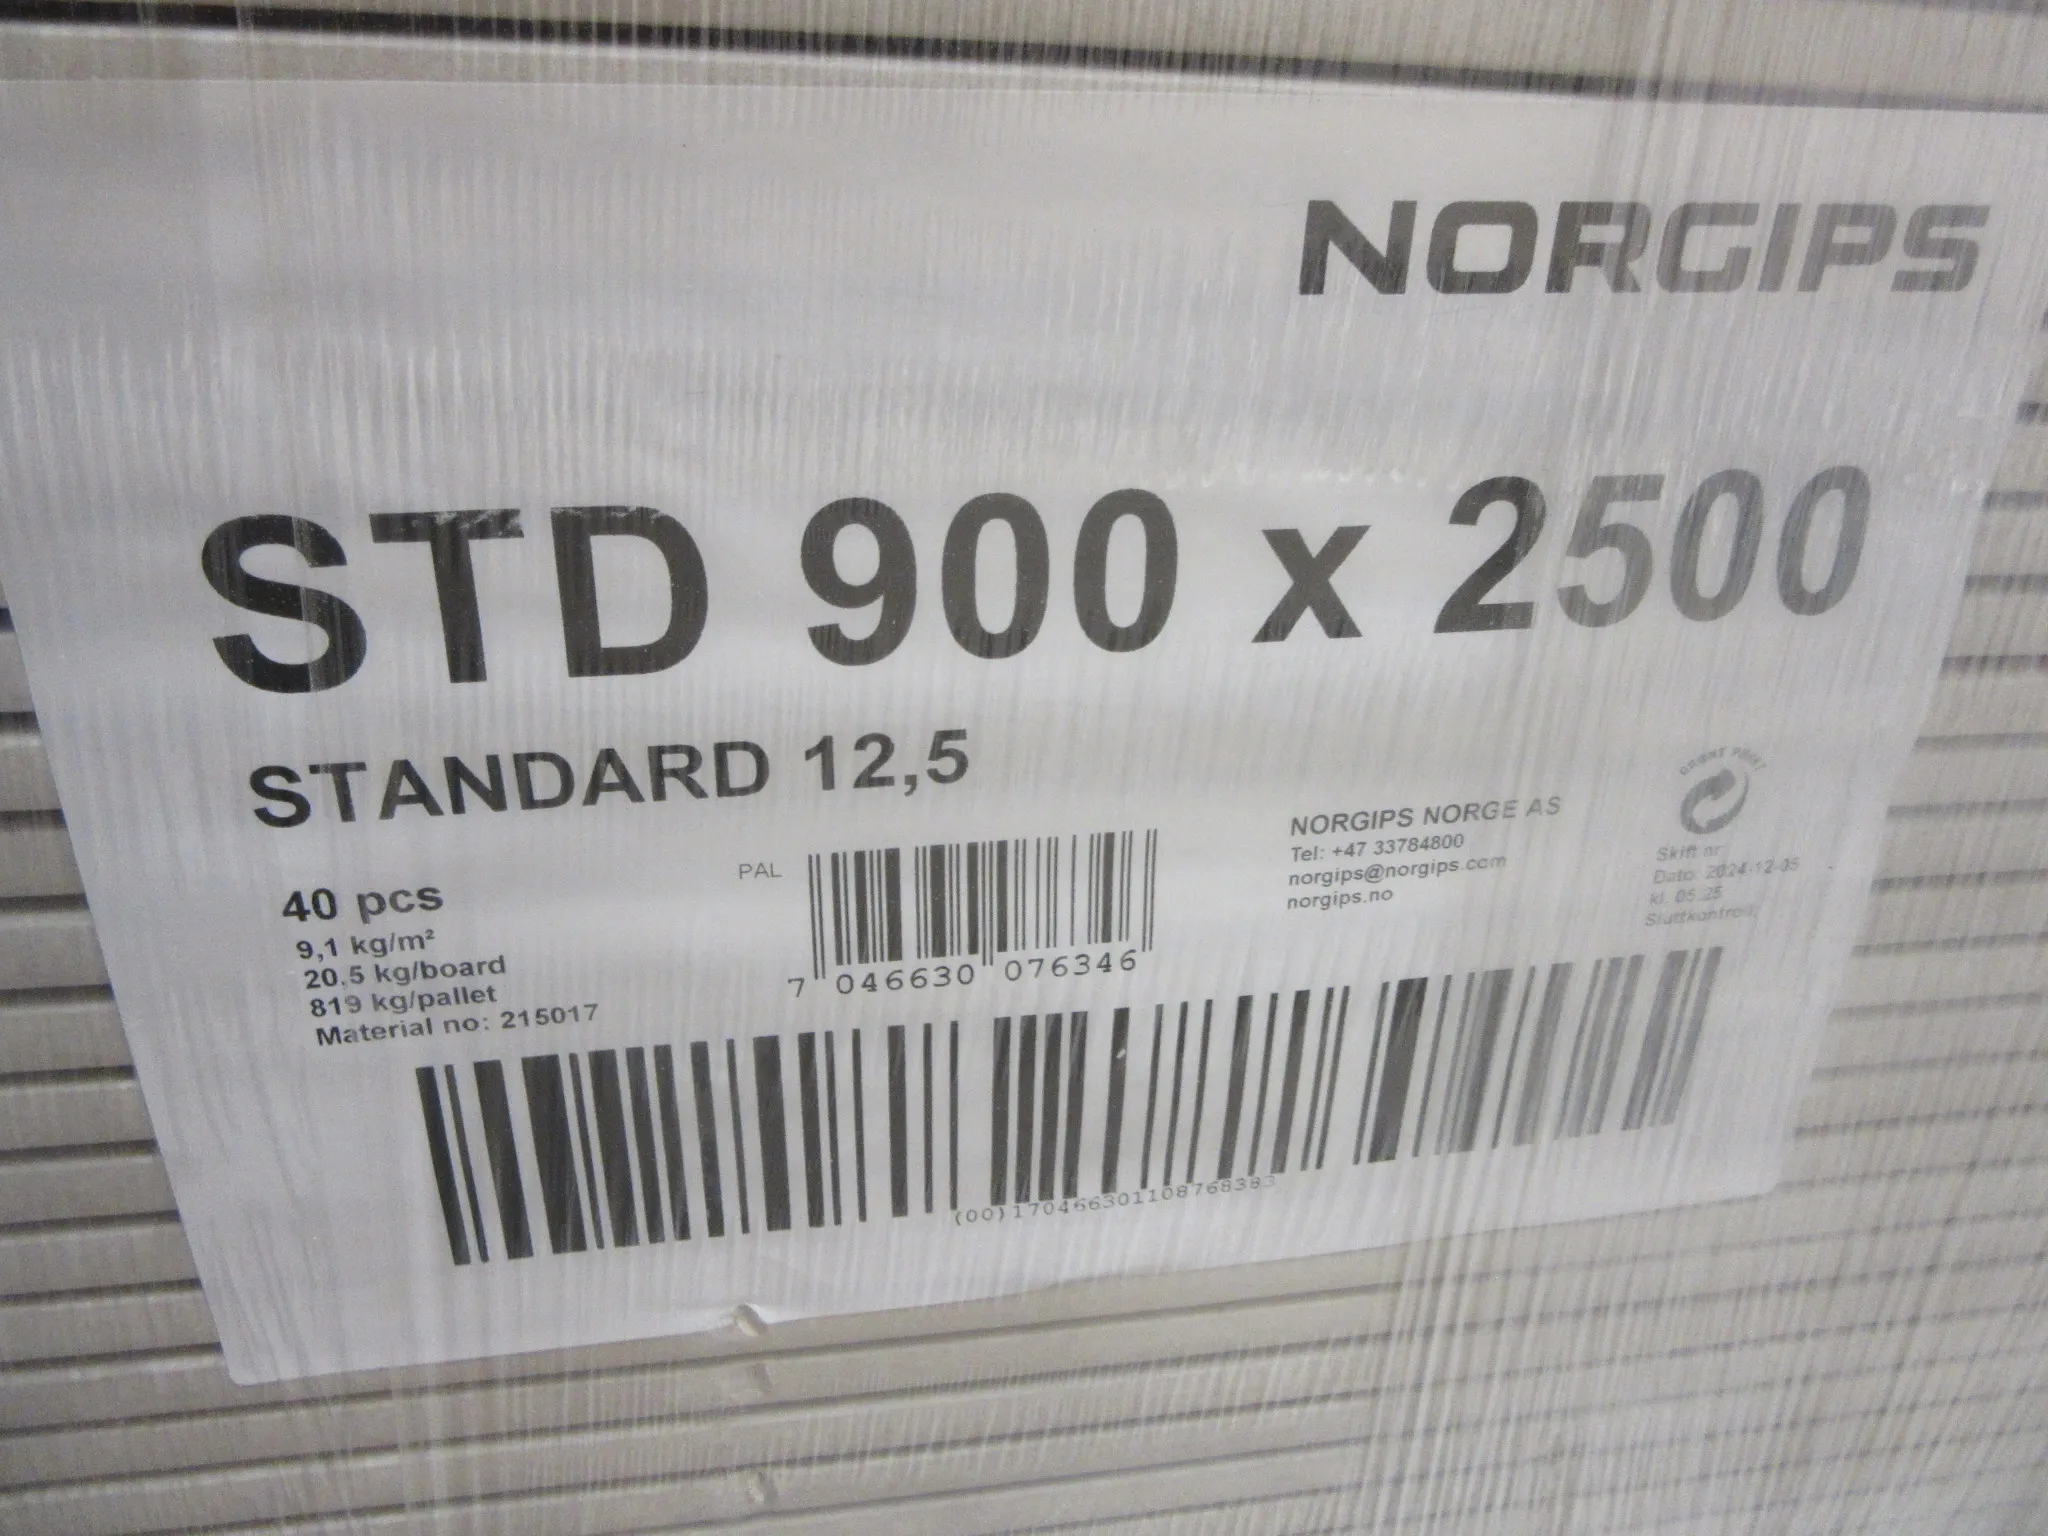 NORGIPS
STD 900 x 2500
STANDARD 12,5
40 pcs
9,1 kg/m²
20,5 kg/board
819 kg/pallet
Material no: 215017
PAL
7 046630 076346
NORGIPS NORGE AS
Tel: +47 33784800
norgips@norgips.com
norgips.no
GRØNT PUNKT
Skift nr
Dato: 2024-12-05
kl. 05.25
Sluttkontroll;
(00)170466301108768383